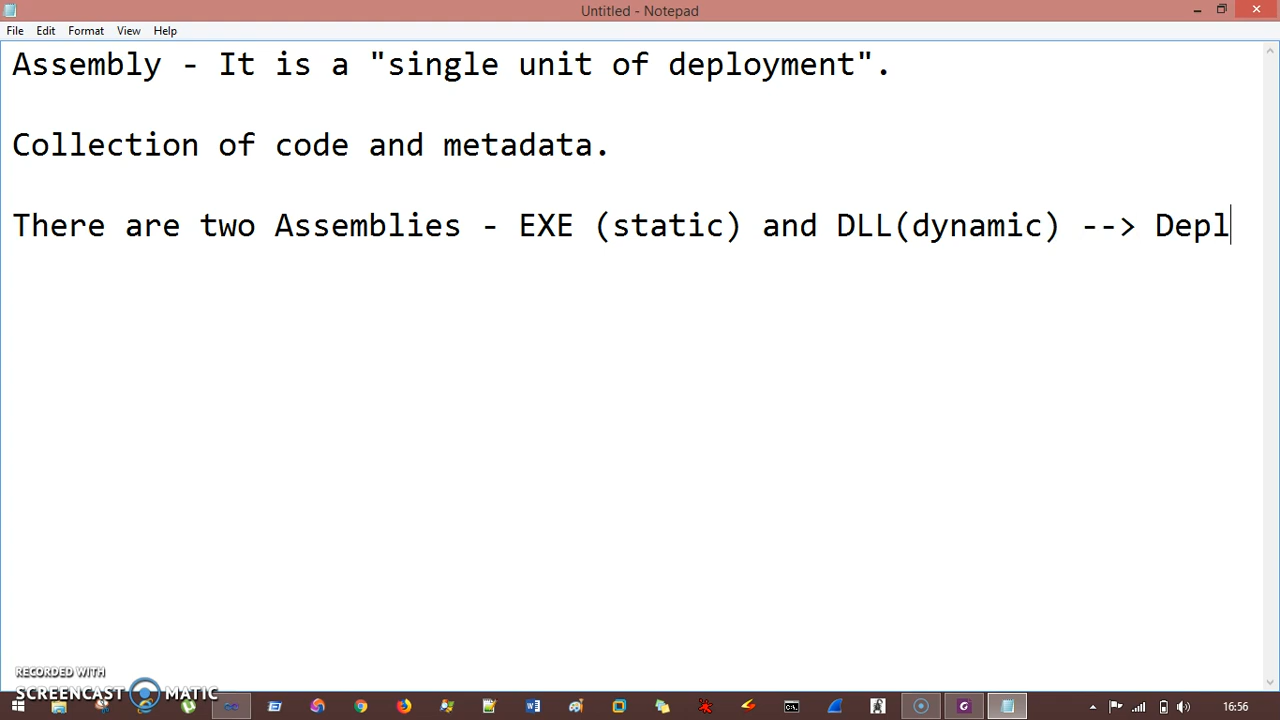 Untitled - Notepad
File Edit Format View Help
Assembly - It is a "single unit of deployment".
Collection of code and metadata.
There are two Assemblies - EXE (static) and DLL(dynamic) --> Depl
RECORDED WITH
SCREENCAST MATIC
16:56